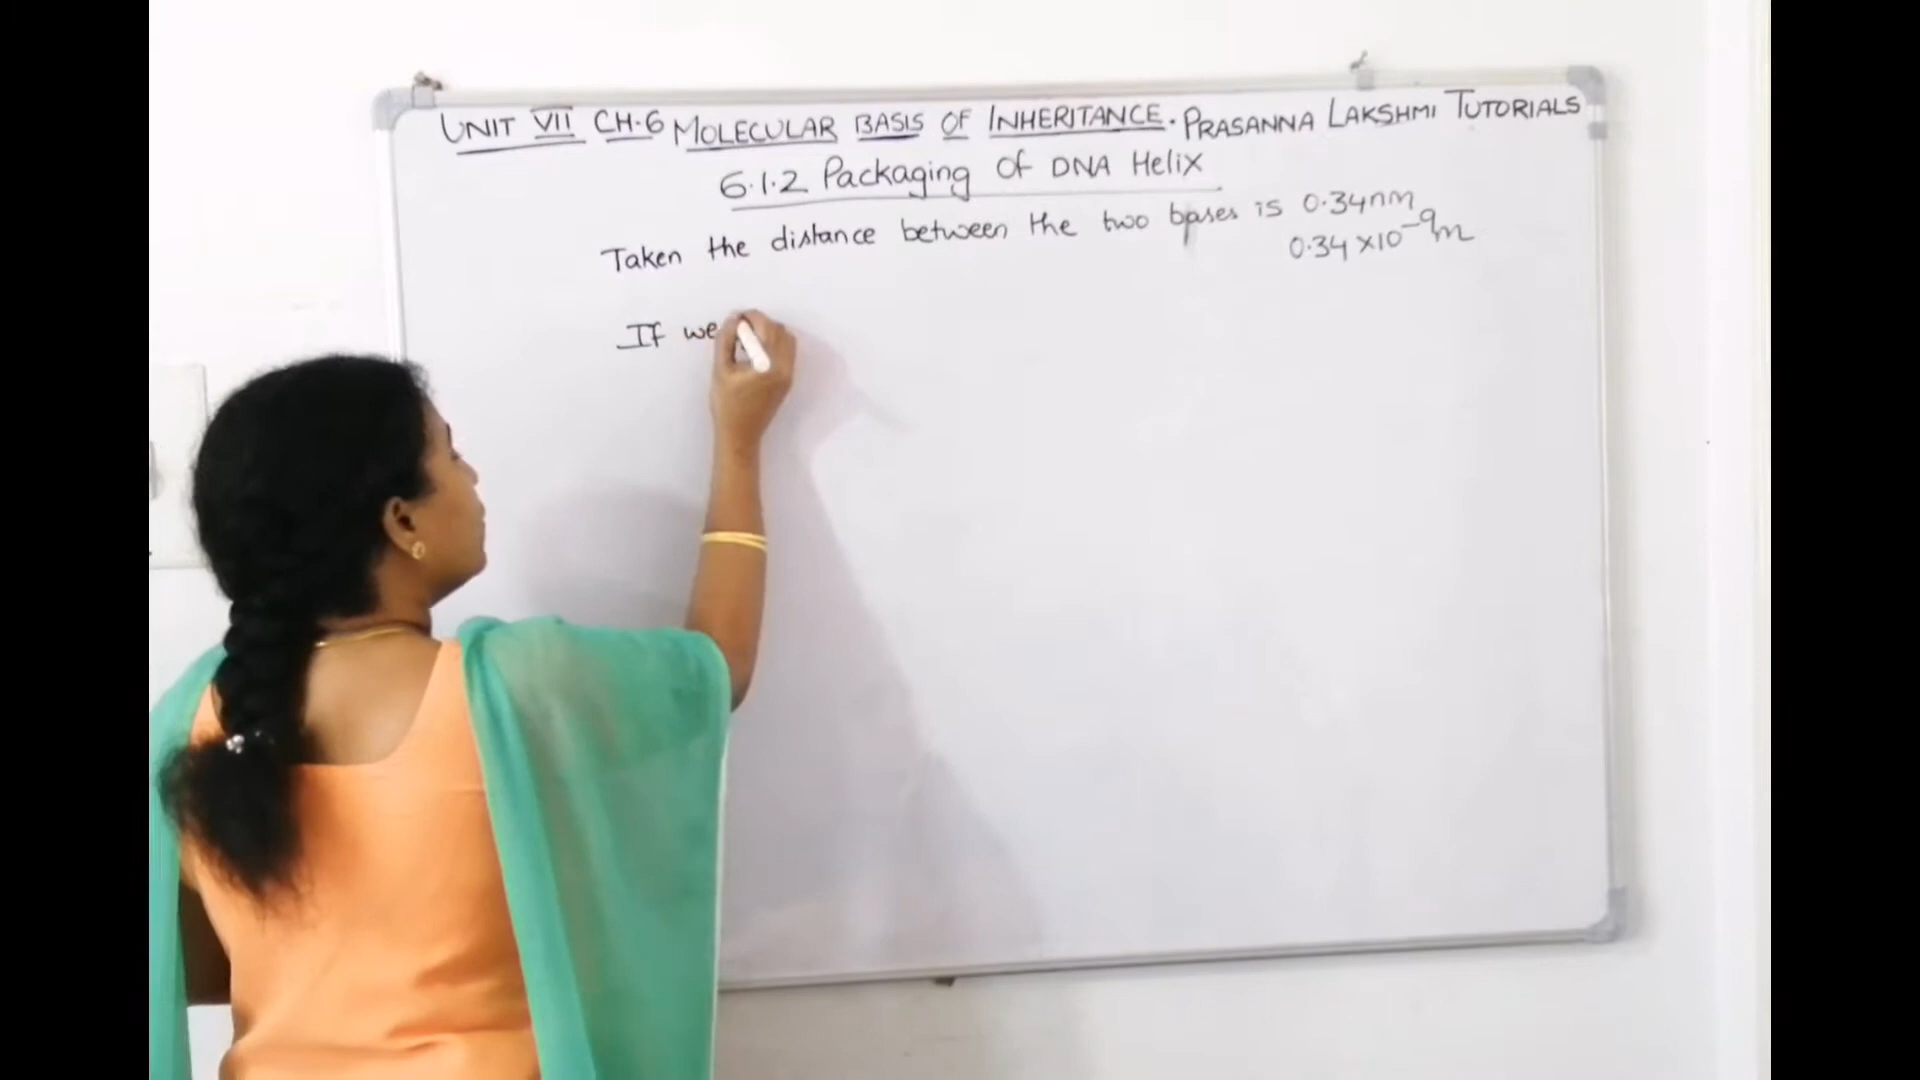 UNIT VII CH.6 MOLECULAR BASIS OF INHERITANCE. PRASANNA LAKSHMI TUTORIALS
6.1.2 Packaging Of DNA Helix
Taken the distance between the two bases is 0.34nm
0.34 x10⁻⁹m
If we